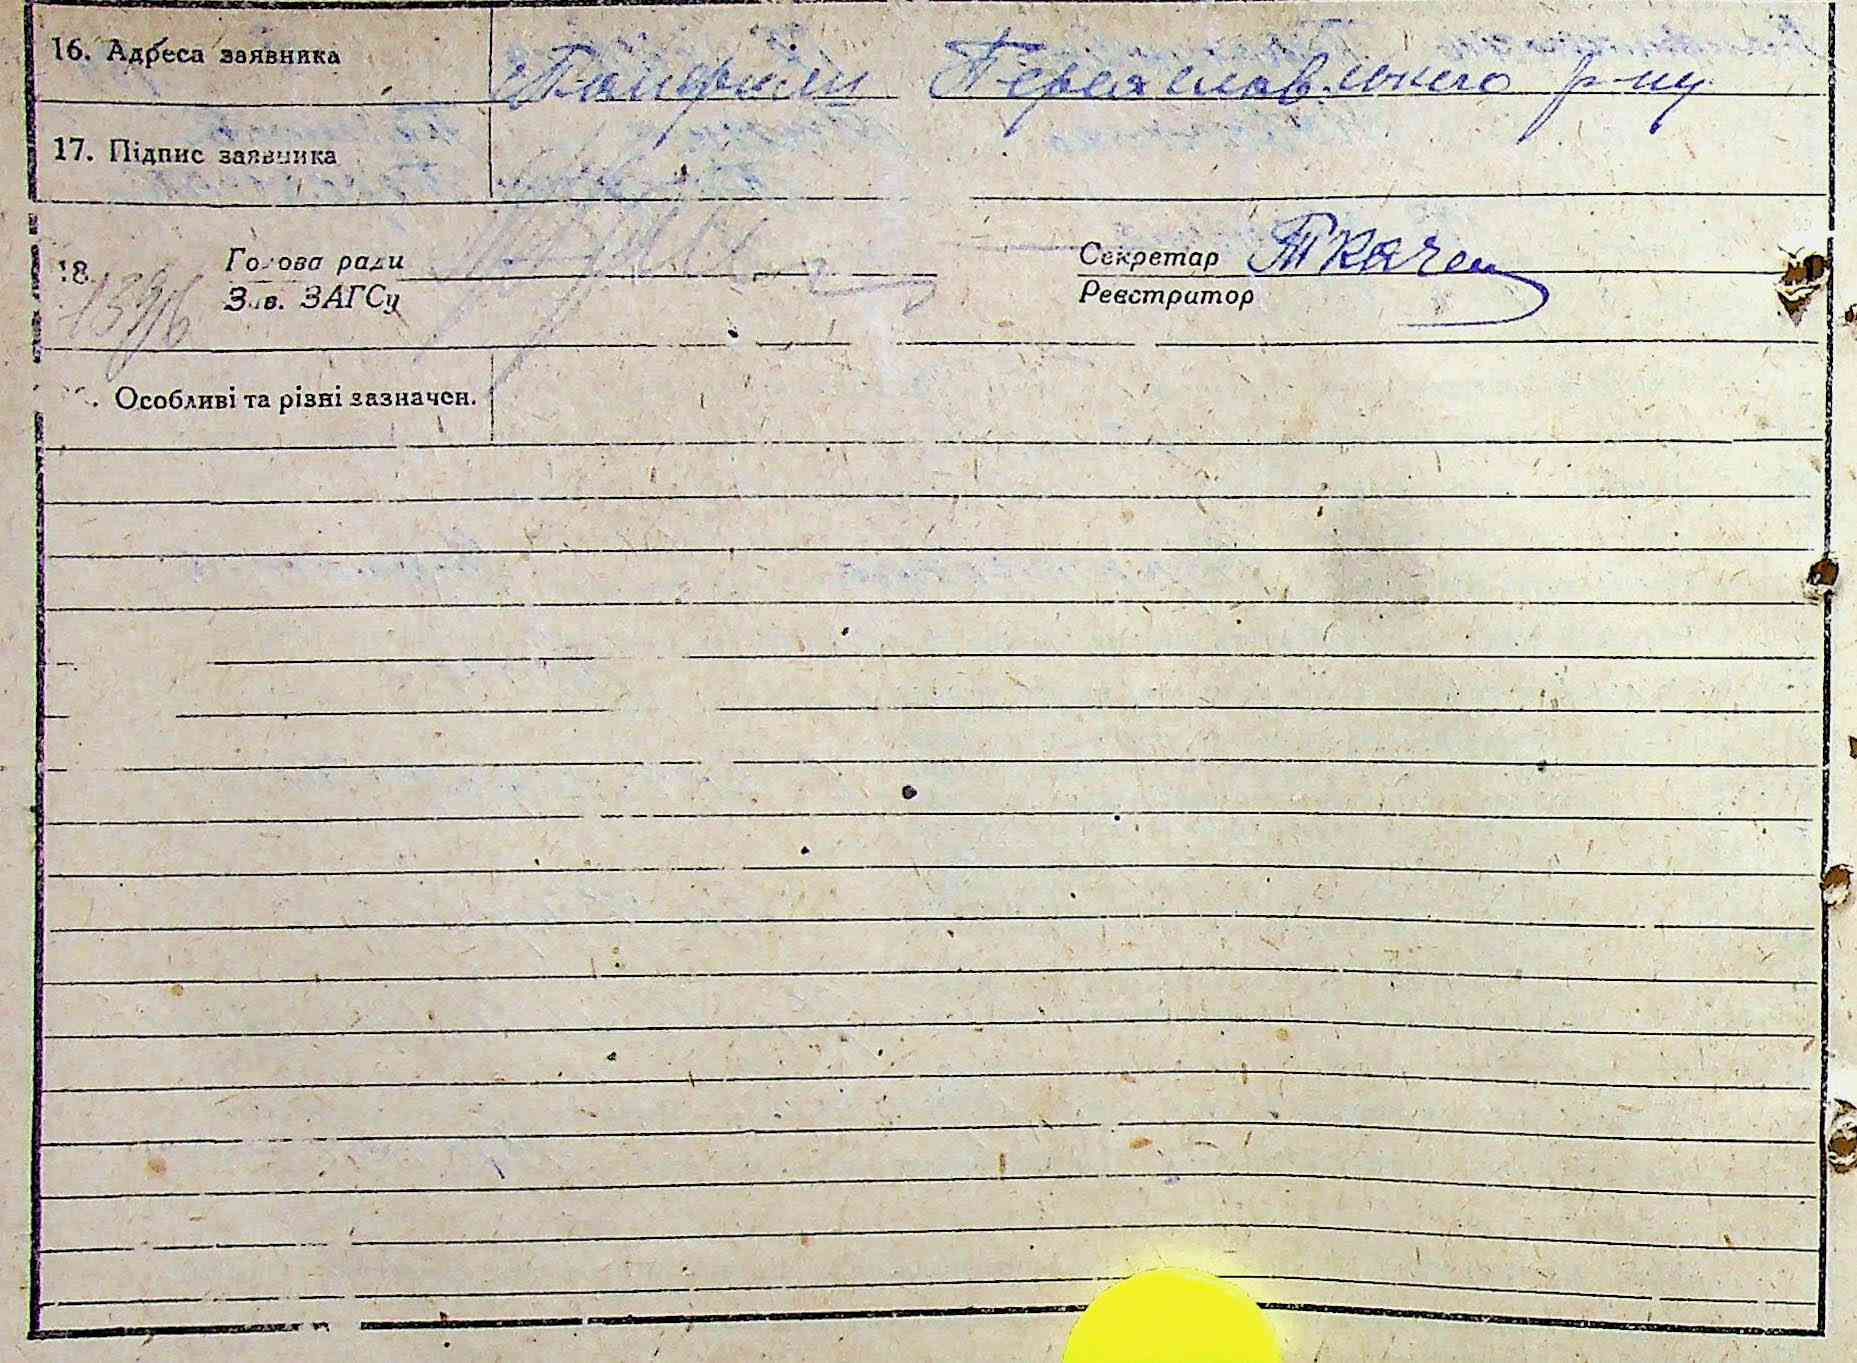 16. Адреса заявника с. Панфили Переяславського р-ну
17. Підпис заявника
18. Голова ради Секретар Ткачен
Зав. ЗАГСу Реєстратор
Особливі та різні зазначен.